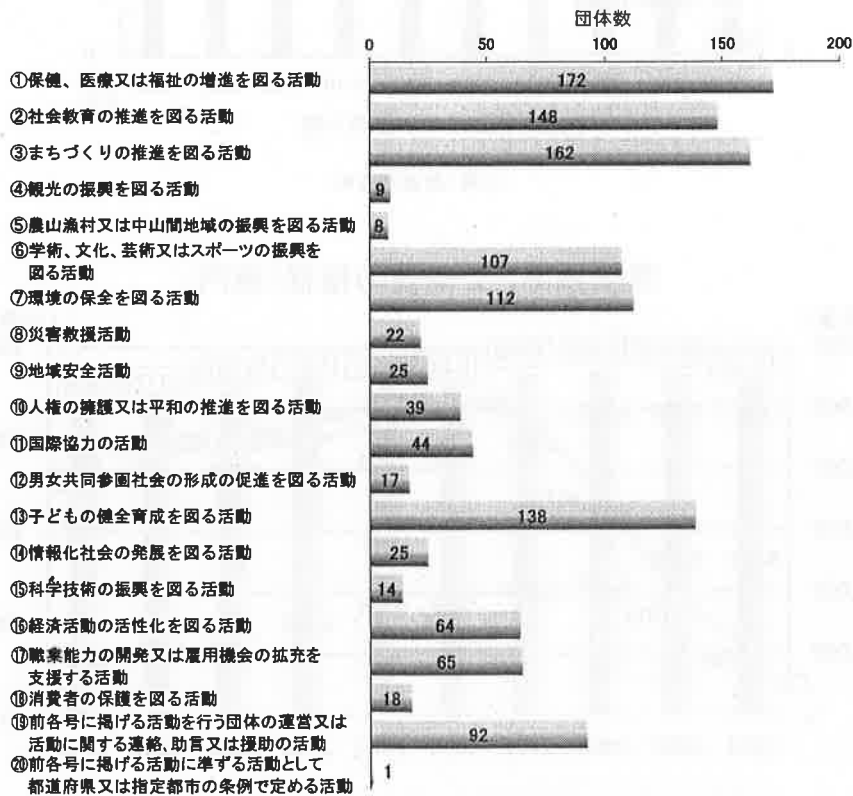 団体数
0 50 100 150 200
①保健、医療又は福祉の増進を図る活動 172
②社会教育の推進を図る活動 148
③まちづくりの推進を図る活動 162
④観光の振興を図る活動 9
⑤農山漁村又は中山間地域の振興を図る活動 8
⑥学術、文化、芸術又はスポーツの振興を
図る活動 107
⑦環境の保全を図る活動 112
⑧災害救援活動 22
⑨地域安全活動 25
⑩人権の擁護又は平和の推進を図る活動 39
⑪国際協力の活動 44
⑫男女共同参画社会の形成の促進を図る活動 17
⑬子どもの健全育成を図る活動 138
⑭情報化社会の発展を図る活動 25
⑮科学技術の振興を図る活動 14
⑯経済活動の活性化を図る活動 64
⑰職業能力の開発又は雇用機会の拡充を
支援する活動 65
⑱消費者の保護を図る活動 18
⑲前各号に掲げる活動を行う団体の運営又は
活動に関する連絡、助言又は援助の活動 92
⑳前各号に掲げる活動に準ずる活動として
都道府県又は指定都市の条例で定める活動 1